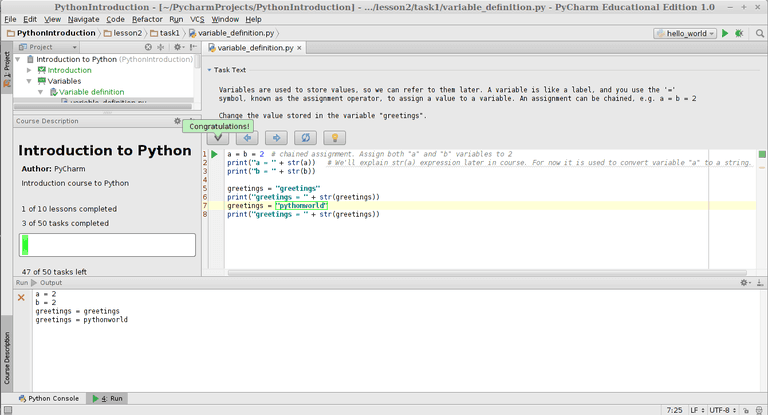 PythonIntroduction - [~/PycharmProjects/PythonIntroduction] - .../lesson2/task1/variable_definition.py - PyCharm Educational Edition 1.0
File Edit View Navigate Code Refactor Run VCS Window Help
PythonIntroduction lesson2 task1 variable_definition.py hello_world
1: Project
Project
Introduction to Python (PythonIntroduction)
Introduction
Variables
Variable definition
variable_definition.py
Course Description
Introduction to Python
Author: PyCharm
Introduction course to Python
1 of 10 lessons completed
3 of 50 tasks completed
47 of 50 tasks left
variable_definition.py ×
Task Text
Variables are used to store values, so we can refer to them later. A variable is like a label, and you use the '='
symbol, known as the assignment operator, to assign a value to a variable. An assignment can be chained, e.g. a = b = 2
Change the value stored in the variable "greetings".
Congratulations!
1 a = b = 2 # chained assignment. Assign both "a" and "b" variables to 2
2 print("a = " + str(a)) # We'll explain str(a) expression later in course. For now it is used to convert variable "a" to a string.
3 print("b = " + str(b))
4
5 greetings = "greetings"
6 print("greetings = " + str(greetings))
7 greetings = "pythonworld"
8 print("greetings = " + str(greetings))
Run Output
a = 2
b = 2
greetings = greetings
greetings = pythonworld
Course Description
Python Console 4: Run
7:25 LF UTF-8